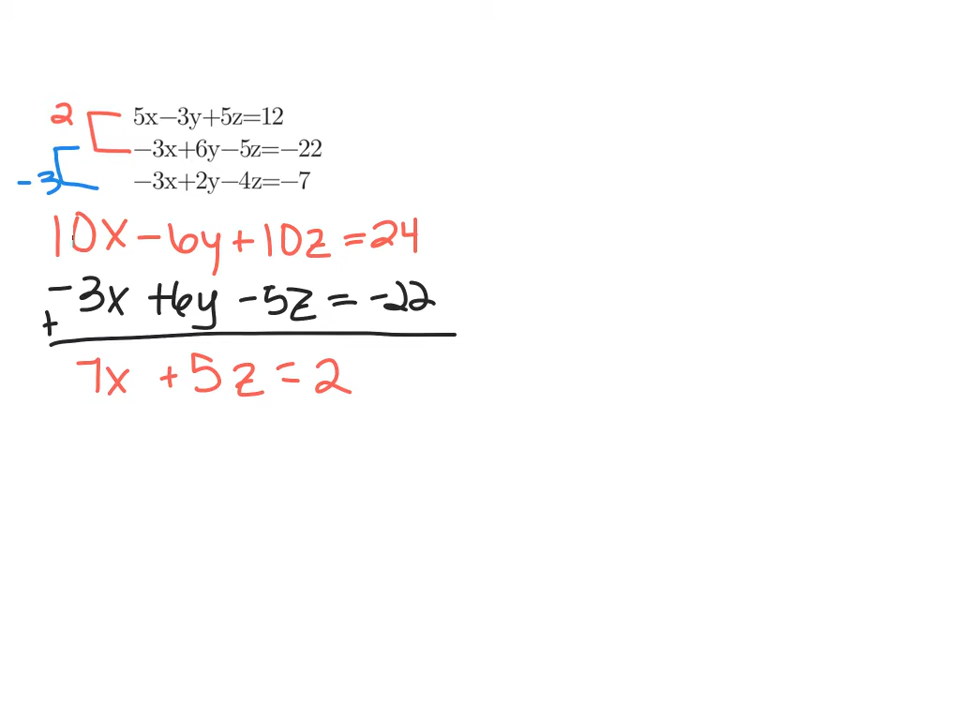 2 5x−3y+5z=12
−3x+6y−5z=−22
-3 −3x+2y−4z=−7
10x - 6y + 10z = 24
-3x +6y -5z = -22
+
7x + 5z = 2